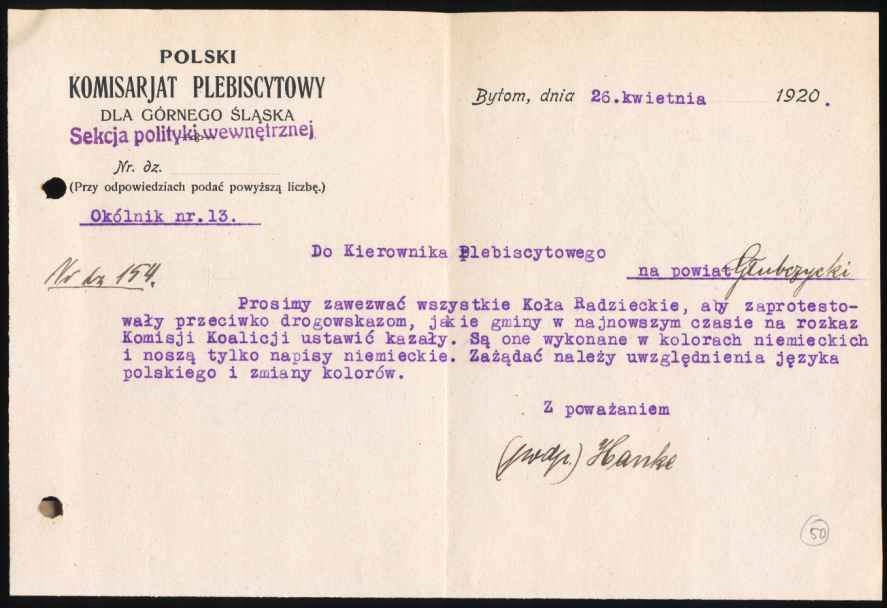 POLSKI
KOMISARJAT PLEBISCYTOWY
DLA GÓRNEGO ŚLĄSKA
Sekcja polityki wewnętrznej
Bytom, dnia 26.kwietnia 1920.
Nr. dz.
(Przy odpowiedziach podać powyższą liczbę.)
Okólnik nr.13.
Do Kierownika Plebiscytowego
na powiat Głubczycki
Nr dz 154.
Prosimy zawezwać wszystkie Koła Radzieckie, aby zaprotesto-
wały przeciwko drogowskazom, jakie gminy w najnowszym czasie na rozkaz
Komisji Koalicji ustawić kazały. Są one wykonane w kolorach niemieckich
i noszą tylko napisy niemieckie. Zażądać należy uwzględnienia języka
polskiego i zmiany kolorów.
Z poważaniem
(podp.) Hanke
50